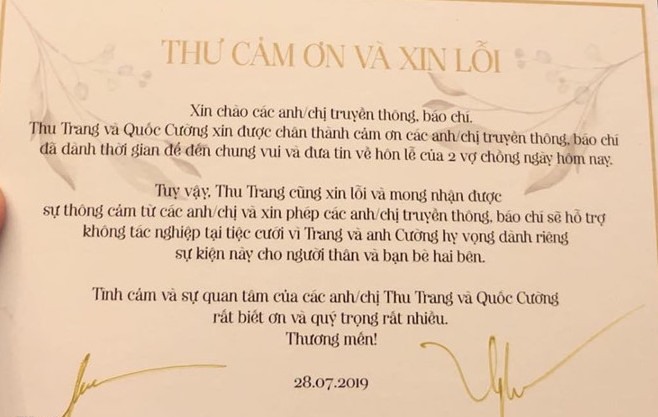 THƯ CẢM ƠN VÀ XIN LỖI
Xin chào các anh/chị truyền thông, báo chí.
Thu Trang và Quốc Cường xin được chân thành cảm ơn các anh/chị truyền thông, báo chí
đã dành thời gian để đến chung vui và đưa tin về hôn lễ của 2 vợ chồng ngày hôm nay.
Tuy vậy, Thu Trang cũng xin lỗi và mong nhận được
sự thông cảm từ các anh/chị và xin phép các anh/chị truyền thông, báo chí sẽ hỗ trợ
không tác nghiệp tại tiệc cưới vì Trang và anh Cường hy vọng dành riêng
sự kiện này cho người thân và bạn bè hai bên.
Tình cảm và sự quan tâm của các anh/chị Thu Trang và Quốc Cường
rất biết ơn và quý trọng rất nhiều.
Thương mến!
28.07.2019